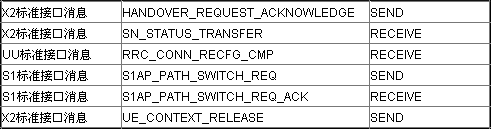 X2标准接口消息 HANDOVER_REQUEST_ACKNOWLEDGE SEND
X2标准接口消息 SN_STATUS_TRANSFER RECEIVE
UU标准接口消息 RRC_CONN_RECFG_CMP RECEIVE
S1标准接口消息 S1AP_PATH_SWITCH_REQ SEND
S1标准接口消息 S1AP_PATH_SWITCH_REQ_ACK RECEIVE
X2标准接口消息 UE_CONTEXT_RELEASE SEND